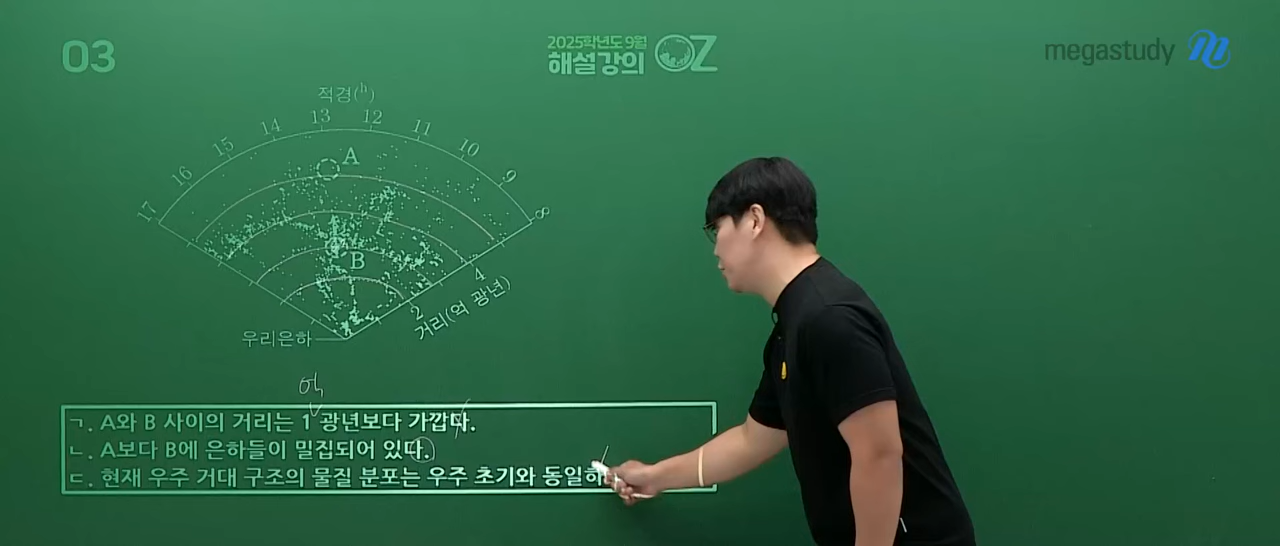 03
2025학년도 9월
해설강의 OZ
megastudy
적경(h)
17 16 15 14 13 12 11 10 9 8
A
B
2 4
거리(억 광년)
우리은하
억
ㄱ. A와 B 사이의 거리는 1 광년보다 가깝다.
ㄴ. A보다 B에 은하들이 밀집되어 있다.
ㄷ. 현재 우주 거대 구조의 물질 분포는 우주 초기와 동일하